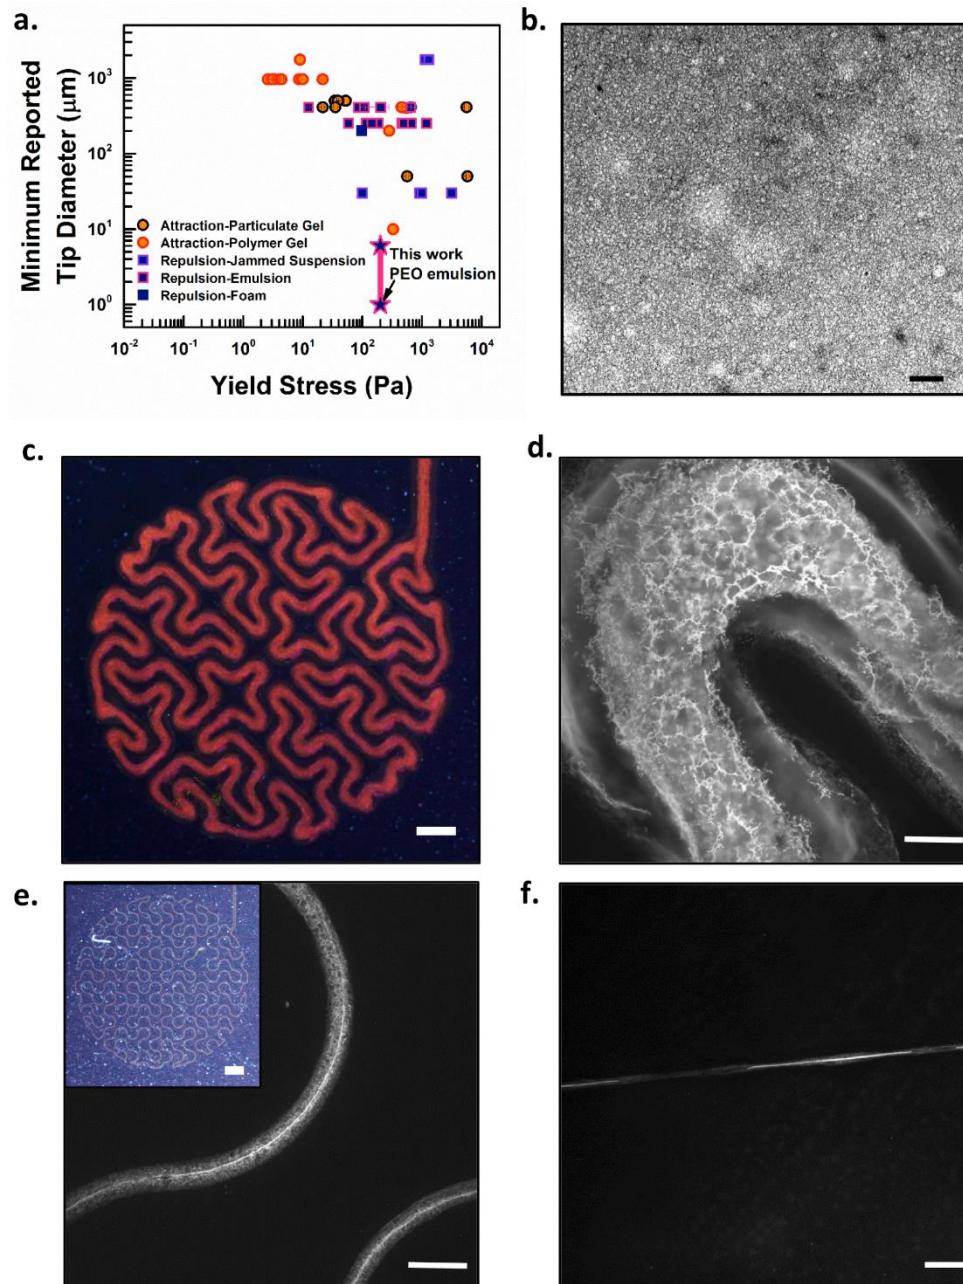 a.
b.
Minimum Reported
Tip Diameter (μm)
10³
10²
10¹
10⁰
Attraction-Particulate Gel
Attraction-Polymer Gel
Repulsion-Jammed Suspension
Repulsion-Emulsion
Repulsion-Foam
This work
PEO emulsion
10⁻² 10⁻¹ 10⁰ 10¹ 10² 10³ 10⁴
Yield Stress (Pa)
c.
d.
e.
f.